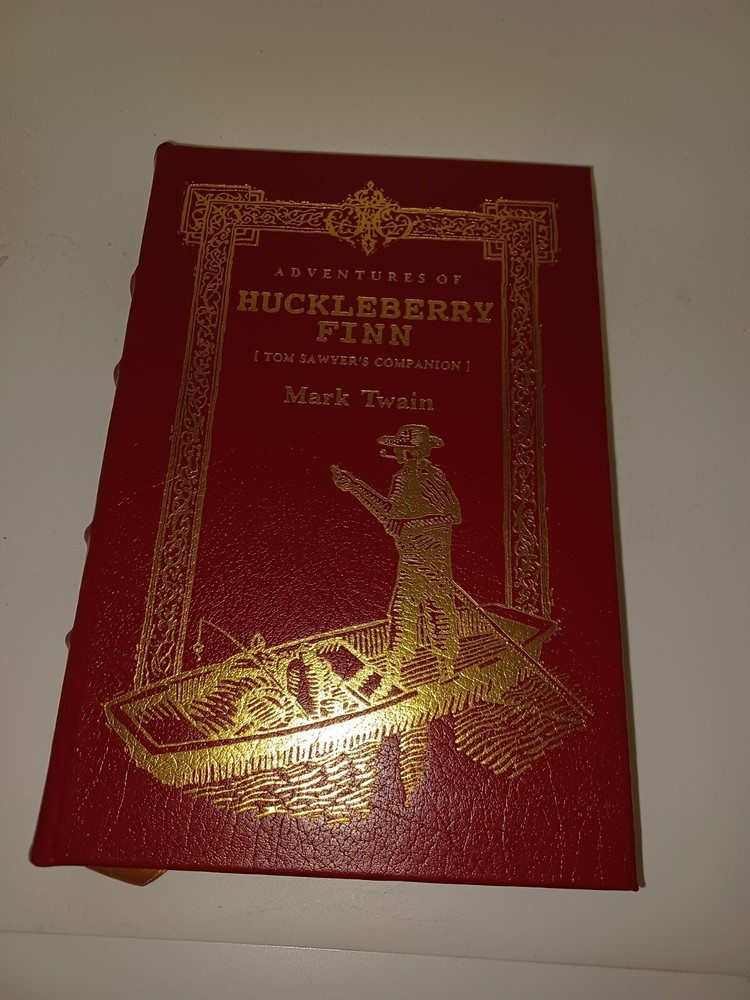 ADVENTURES OF
HUCKLEBERRY
FINN
[ TOM SAWYER'S COMPANION ]
Mark Twain